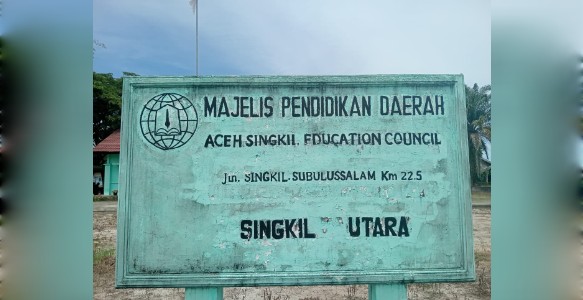 MAJELIS PENDIDIKAN DAERAH
ACEH SINGKIL EDUCATION COUNCIL
Jln. SINGKIL-SUBULUSSALAM Km 22.5
SINGKIL UTARA